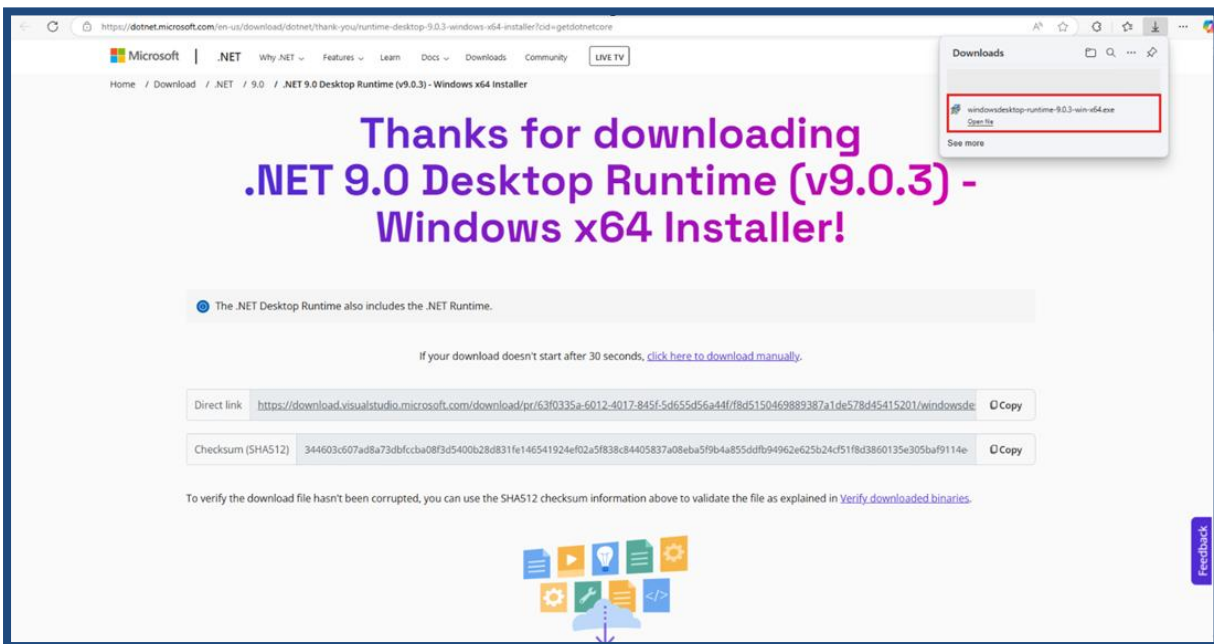 https://dotnet.microsoft.com/en-us/download/dotnet/thank-you/runtime-desktop-9.0.3-windows-x64-installer?cid=getdotnetcore
Microsoft | .NET Why .NET Features Learn Docs Downloads Community LIVE TV
Home / Download / .NET / 9.0 / .NET 9.0 Desktop Runtime (v9.0.3) - Windows x64 Installer
Downloads
windowsdesktop-runtime-9.0.3-win-x64.exe
Open file
See more
Thanks for downloading
.NET 9.0 Desktop Runtime (v9.0.3) -
Windows x64 Installer!
The .NET Desktop Runtime also includes the .NET Runtime.
If your download doesn't start after 30 seconds, click here to download manually.
Direct link https://download.visualstudio.microsoft.com/download/pr/63f0335a-6012-4017-845f-5d655d56a44f/f8d5150469889387a1de578d45415201/windowsde Copy
Checksum (SHA512) 344603c607ad8a73dbfccba08f3d5400b28d831fe146541924ef02a5f838c84405837a08eba5f9b4a855ddfb94962e625b24cf51f8d3860135e305baf9114e Copy
To verify the download file hasn't been corrupted, you can use the SHA512 checksum information above to validate the file as explained in Verify downloaded binaries.
Feedback